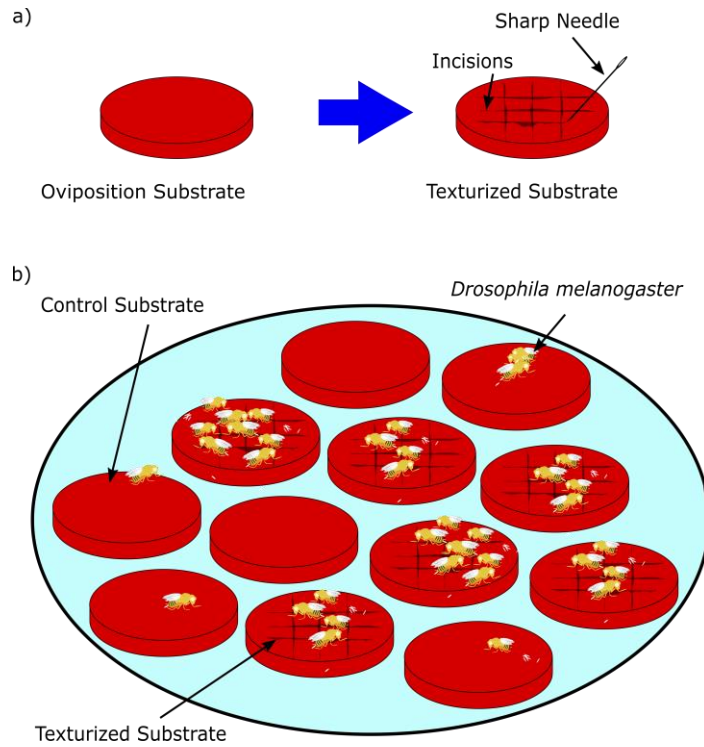 a)
Sharp Needle
Incisions
Oviposition Substrate
Texturized Substrate
b)
Drosophila melanogaster
Control Substrate
Texturized Substrate